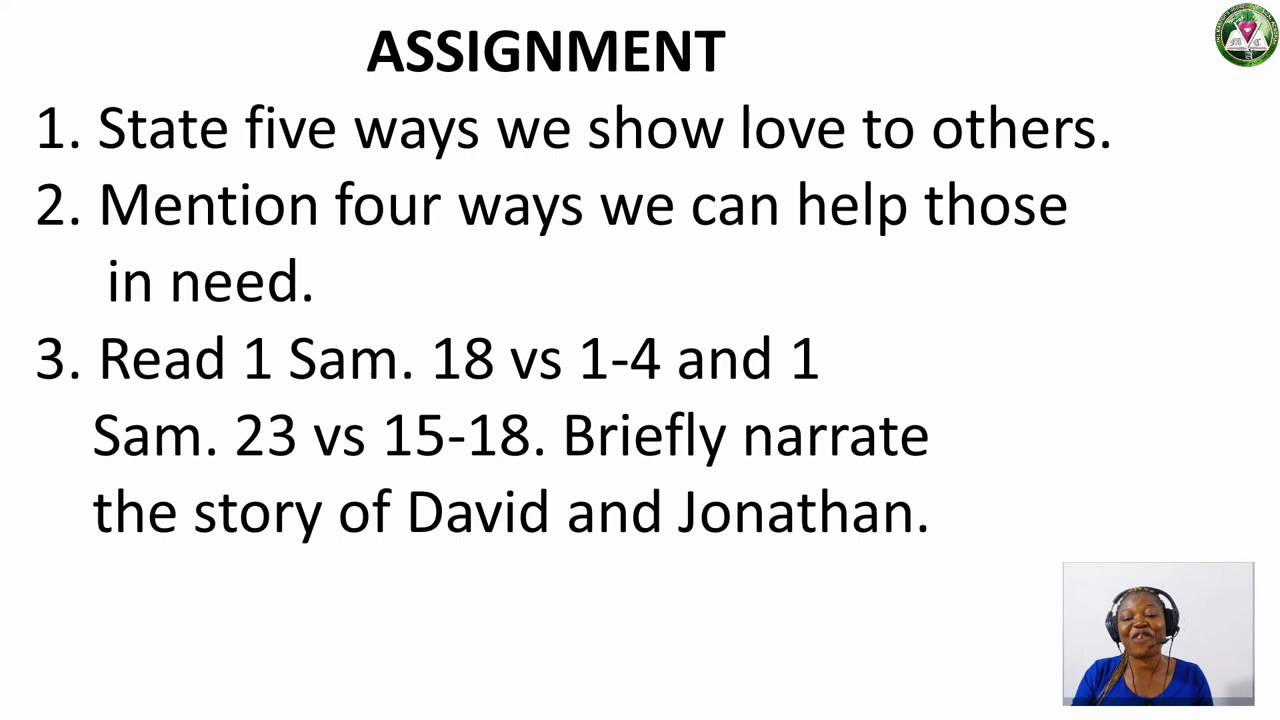 ASSIGNMENT
1. State five ways we show love to others.
2. Mention four ways we can help those
in need.
3. Read 1 Sam. 18 vs 1-4 and 1
Sam. 23 vs 15-18. Briefly narrate
the story of David and Jonathan.